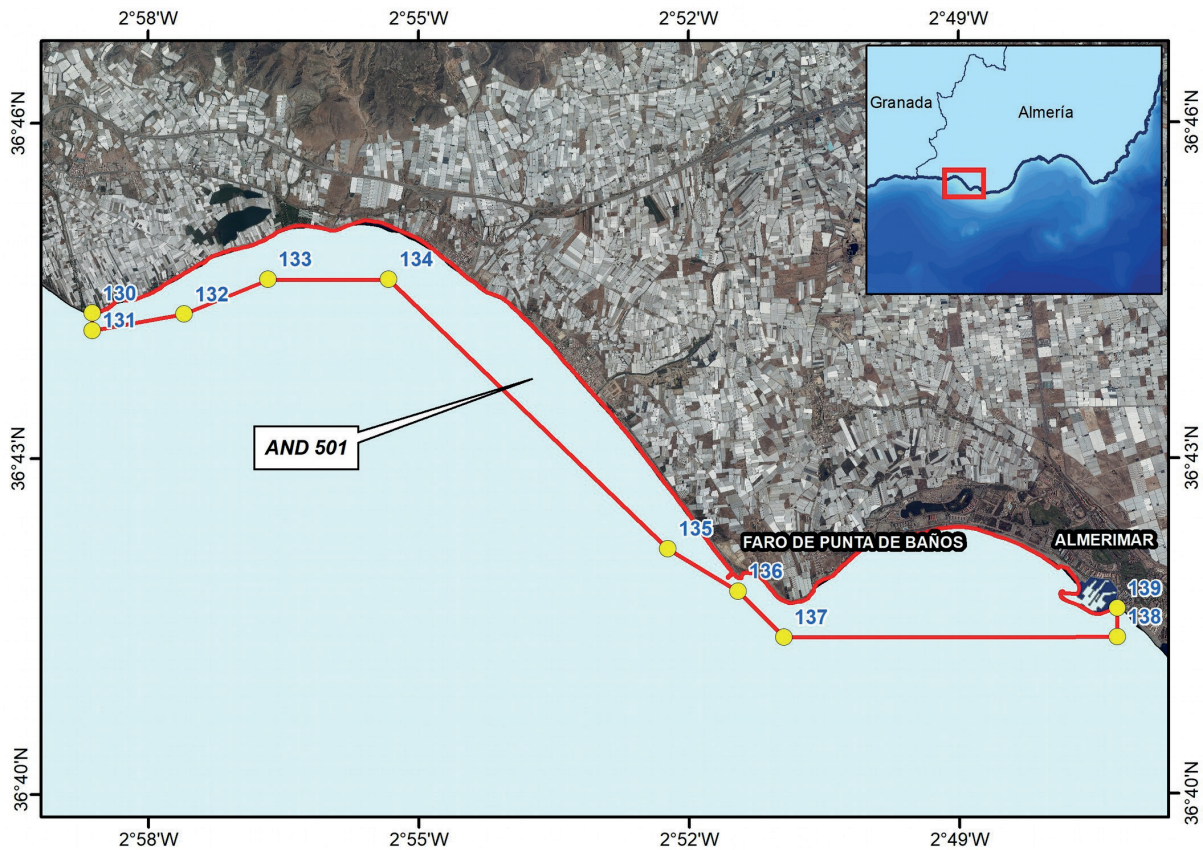 2°58'W
2°55'W
2°52'W
2°49'W
36°46'N
36°46'N
Granada
Almería
133
134
130
132
131
AND 501
36°43'N
36°43'N
135
FARO DE PUNTA DE BAÑOS
ALMERIMAR
136
139
137
138
36°40'N
36°40'N
2°58'W
2°55'W
2°52'W
2°49'W